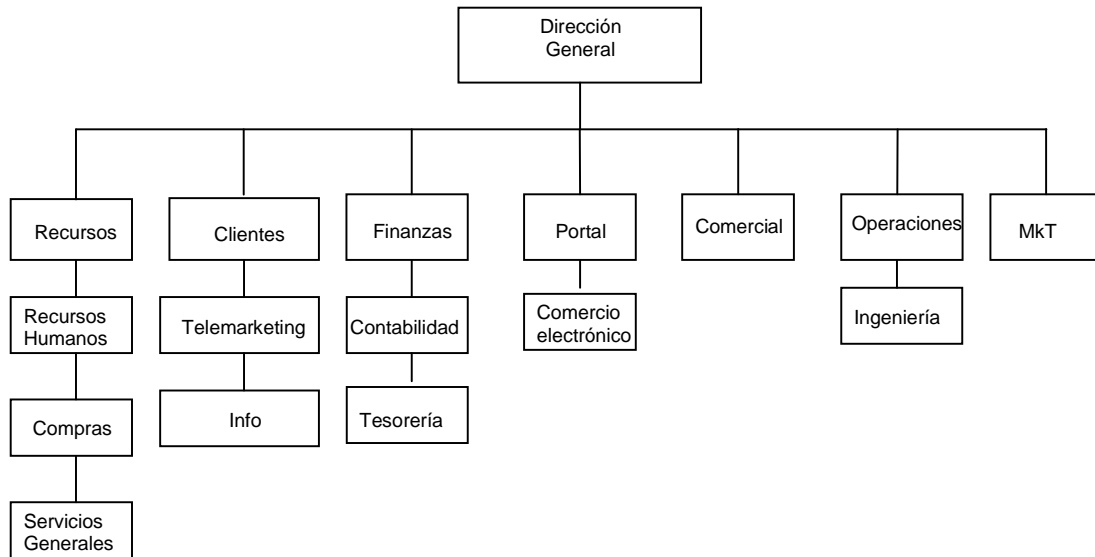 Dirección
General
Recursos
Clientes
Finanzas
Portal
Comercial
Operaciones
MkT
Recursos
Humanos
Telemarketing
Contabilidad
Comercio
electrónico
Ingeniería
Compras
Info
Tesorería
Servicios
Generales